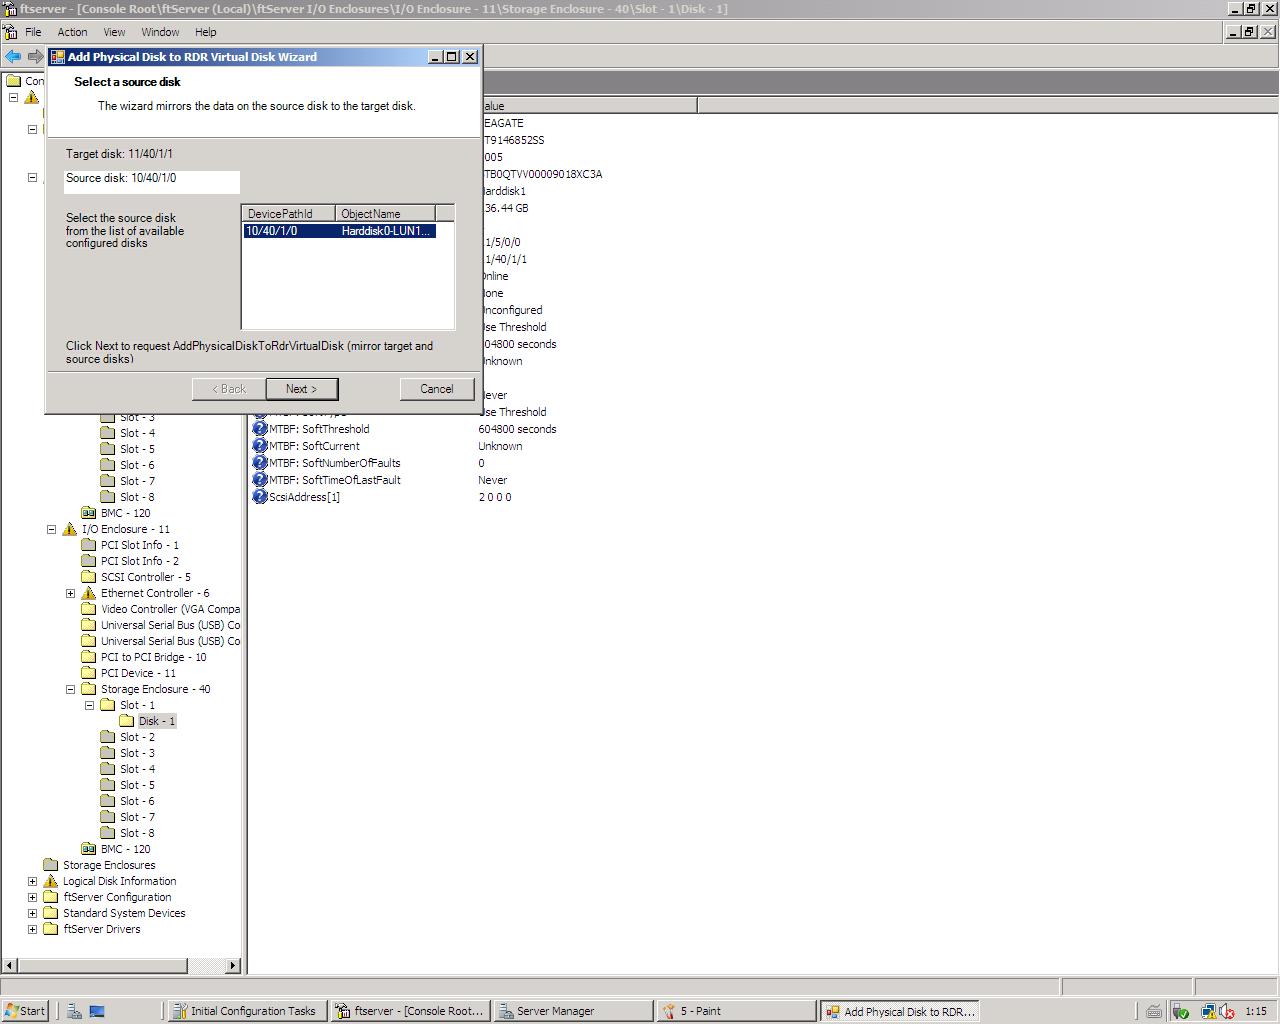 ftserver - [Console Root\ftServer (Local)\ftServer I/O Enclosures\I/O Enclosure - 11\Storage Enclosure - 40\Slot - 1\Disk - 1]
File Action View Window Help
Add Physical Disk to RDR Virtual Disk Wizard
Select a source disk
The wizard mirrors the data on the source disk to the target disk.
Target disk: 11/40/1/1
Source disk: 10/40/1/0
Select the source disk
from the list of available
configured disks
DevicePathId ObjectName
10/40/1/0 Harddisk0-LUN1...
Click Next to request AddPhysicalDiskToRdrVirtualDisk (mirror target and
source disks)
< Back Next > Cancel
Con
alue
EAGATE
T9146852SS
005
TB0QTVV00009018XC3A
arddisk1
36.44 GB
1/5/0/0
1/40/1/1
nline
one
nconfigured
se Threshold
04800 seconds
nknown
ever
se Threshold
MTBF: SoftThreshold 604800 seconds
MTBF: SoftCurrent Unknown
MTBF: SoftNumberOfFaults 0
MTBF: SoftTimeOfLastFault Never
ScsiAddress[1] 2 0 0 0
Slot - 3
Slot - 4
Slot - 5
Slot - 6
Slot - 7
Slot - 8
BMC - 120
I/O Enclosure - 11
PCI Slot Info - 1
PCI Slot Info - 2
SCSI Controller - 5
Ethernet Controller - 6
Video Controller (VGA Compa
Universal Serial Bus (USB) Co
Universal Serial Bus (USB) Co
PCI to PCI Bridge - 10
PCI Device - 11
Storage Enclosure - 40
Slot - 1
Disk - 1
Slot - 2
Slot - 3
Slot - 4
Slot - 5
Slot - 6
Slot - 7
Slot - 8
BMC - 120
Storage Enclosures
Logical Disk Information
ftServer Configuration
Standard System Devices
ftServer Drivers
Start Initial Configuration Tasks ftserver - [Console Root... Server Manager 5 - Paint Add Physical Disk to RDR... 1:15